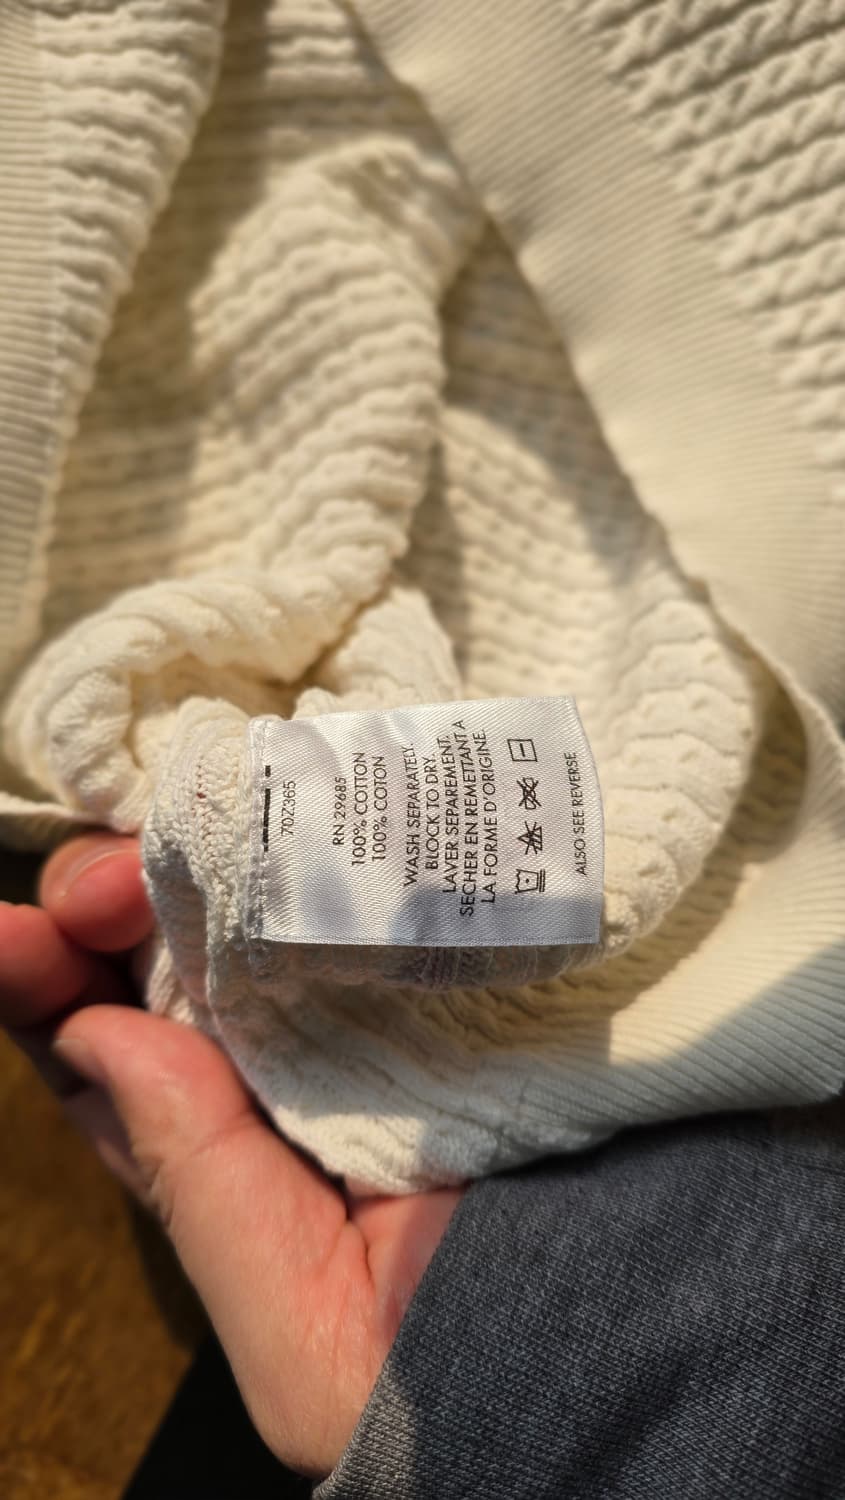 70Z365
RN 29685
100% COTTON
100% COTON
WASH SEPARATELY.
BLOCK TO DRY.
LAVER SEPAREMENT.
SECHER EN REMETTANT A
LA FORME D'ORIGINE.
ALSO SEE REVERSE